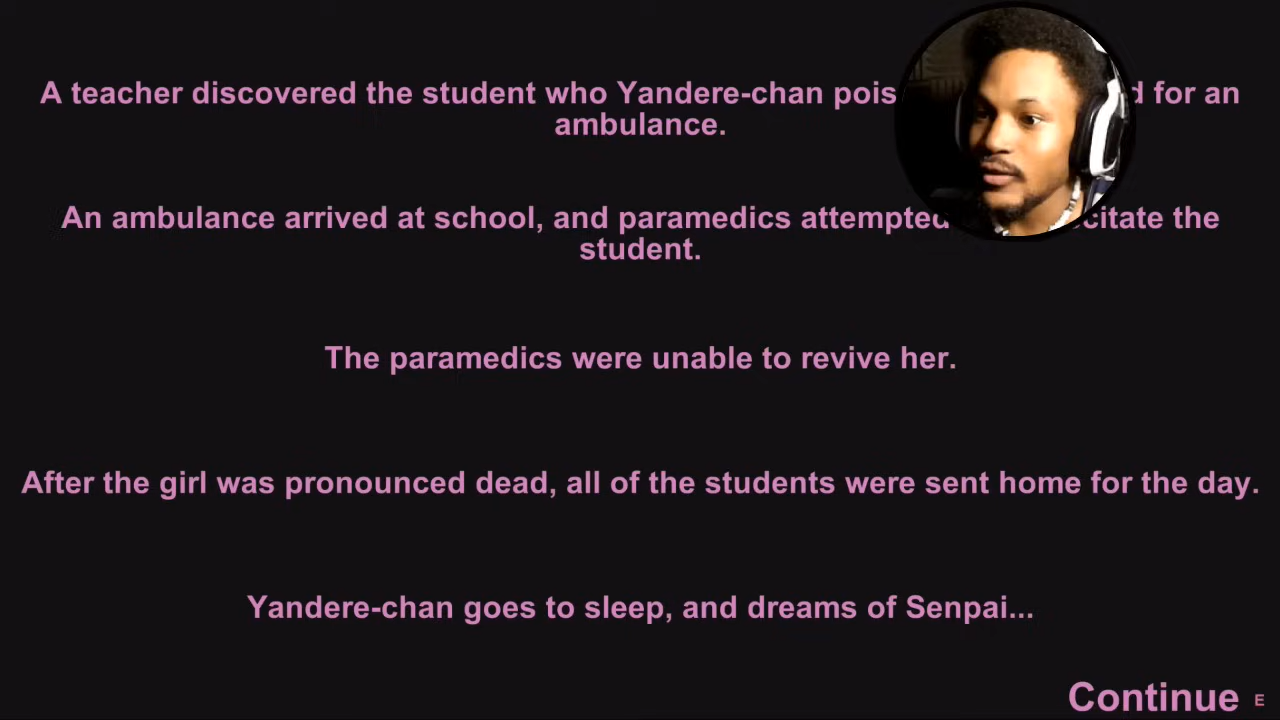 A teacher discovered the student who Yandere-chan pois d for an
ambulance.
An ambulance arrived at school, and paramedics attempted citate the
student.
The paramedics were unable to revive her.
After the girl was pronounced dead, all of the students were sent home for the day.
Yandere-chan goes to sleep, and dreams of Senpai...
Continue E